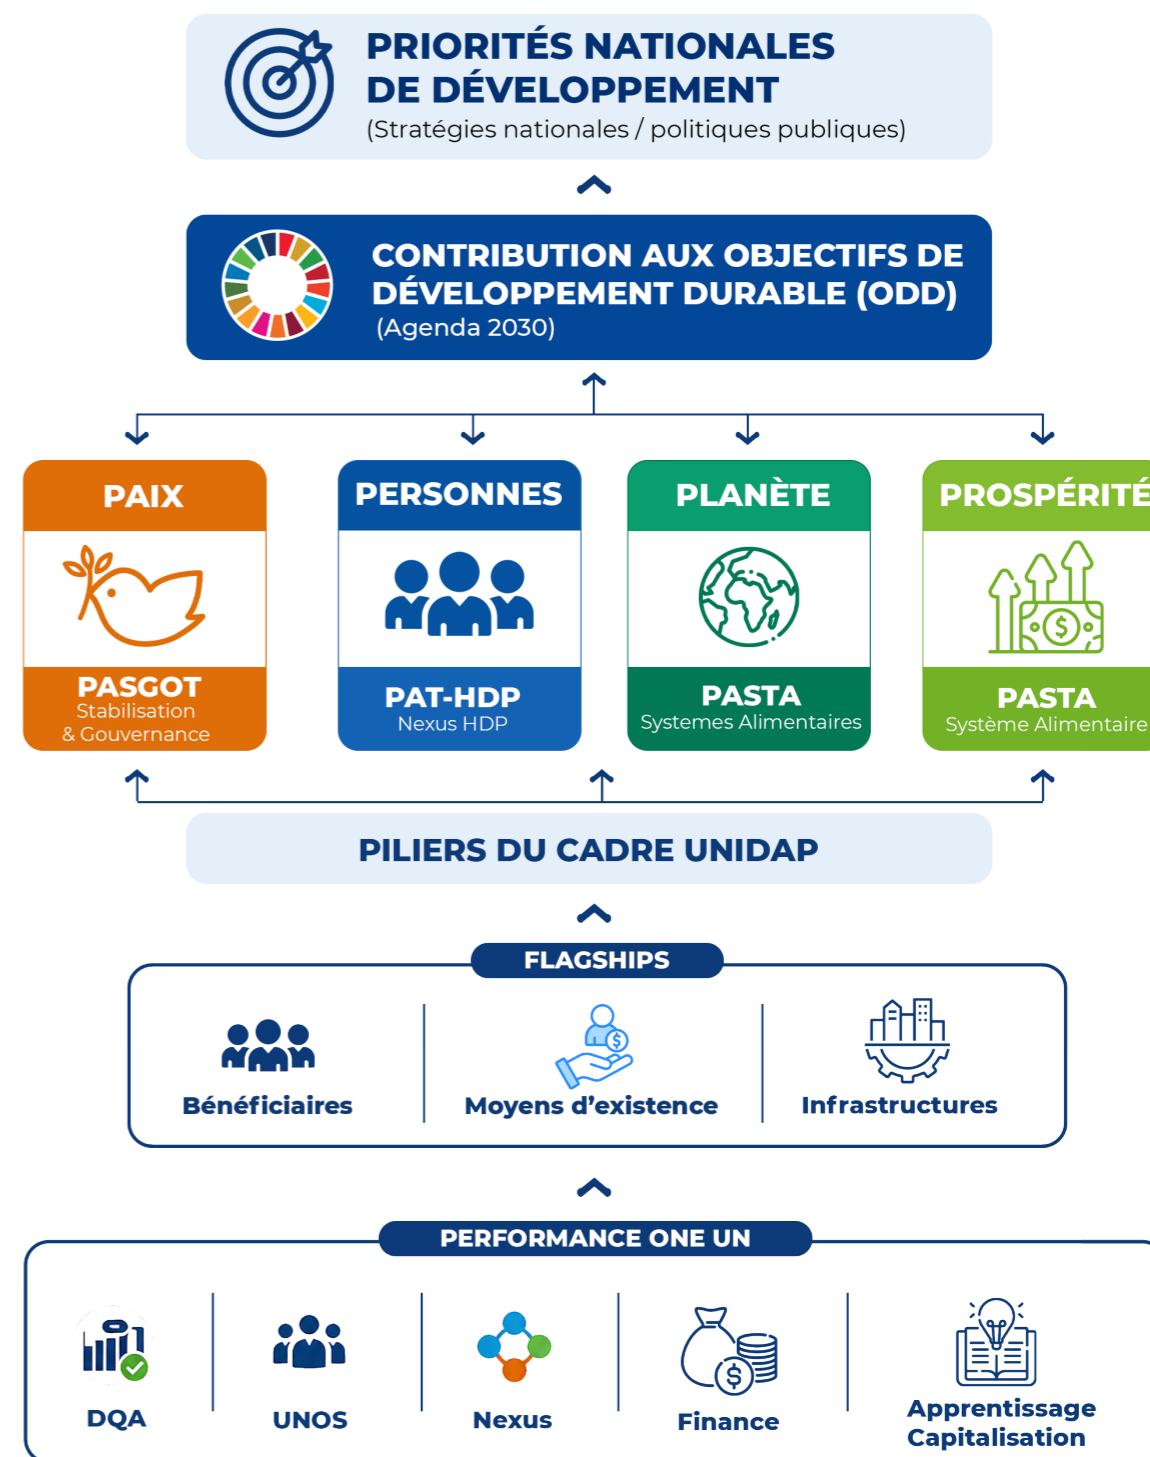 PRIORITÉS NATIONALES
DE DÉVELOPPEMENT
(Stratégies nationales / politiques publiques)
CONTRIBUTION AUX OBJECTIFS DE
DÉVELOPPEMENT DURABLE (ODD)
(Agenda 2030)
PAIX
PASGOT
Stabilisation
& Gouvernance
PERSONNES
PAT-HDP
Nexus HDP
PLANÈTE
PASTA
Systemes Alimentaires
PROSPÉRITÉ
PASTA
Système Alimentaire
PILIERS DU CADRE UNIDAP
FLAGSHIPS
Bénéficiaires
Moyens d’existence
Infrastructures
PERFORMANCE ONE UN
DQA
UNOS
Nexus
Finance
Apprentissage
Capitalisation